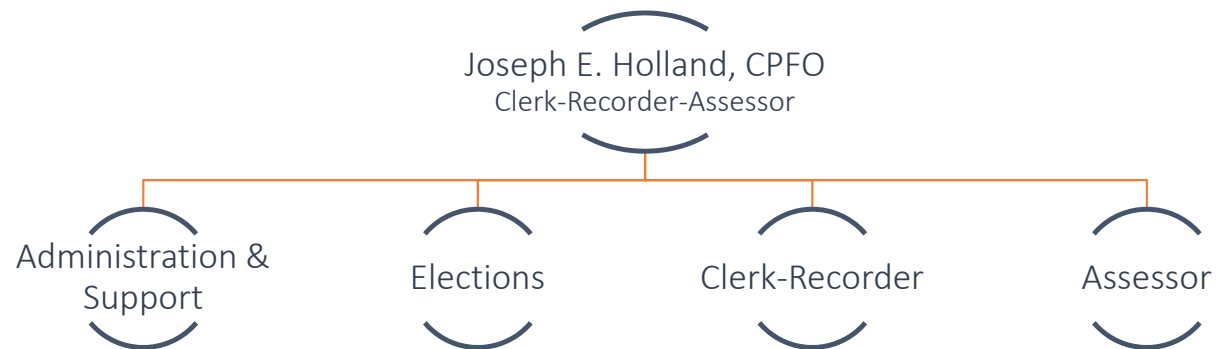 Joseph E. Holland, CPFO
Clerk-Recorder-Assessor
Administration &
Support
Elections
Clerk-Recorder
Assessor